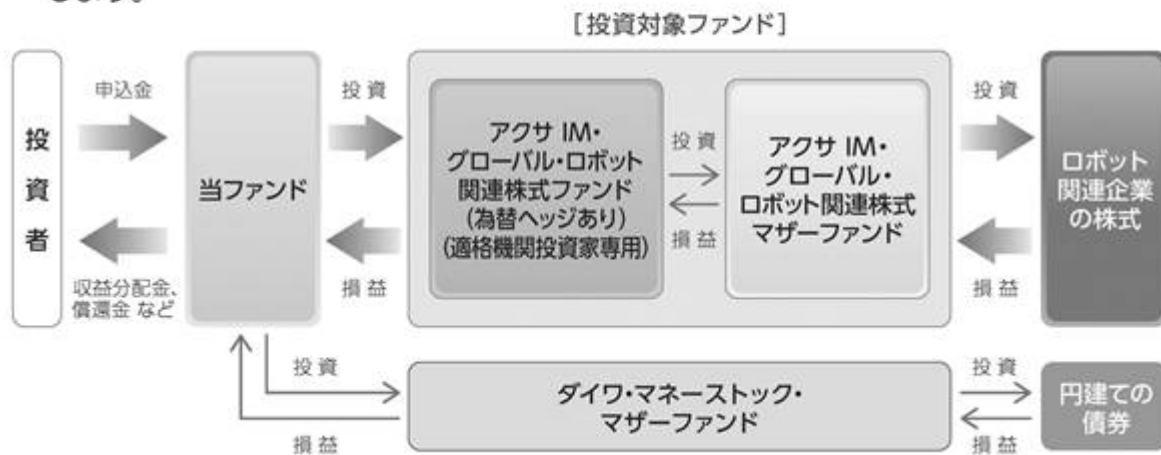 します。
[投資対象ファンド]
投資者
申込金
収益分配金、
償還金 など
当ファンド
投資
損益
アクサ IM・
グローバル・ロボット
関連株式ファンド
(為替ヘッジあり)
(適格機関投資家専用)
投資
損益
アクサ IM・
グローバル・
ロボット関連株式
マザーファンド
投資
損益
ロボット
関連企業
の株式
投資
損益
ダイワ・マネーストック・
マザーファンド
投資
損益
円建ての
債券